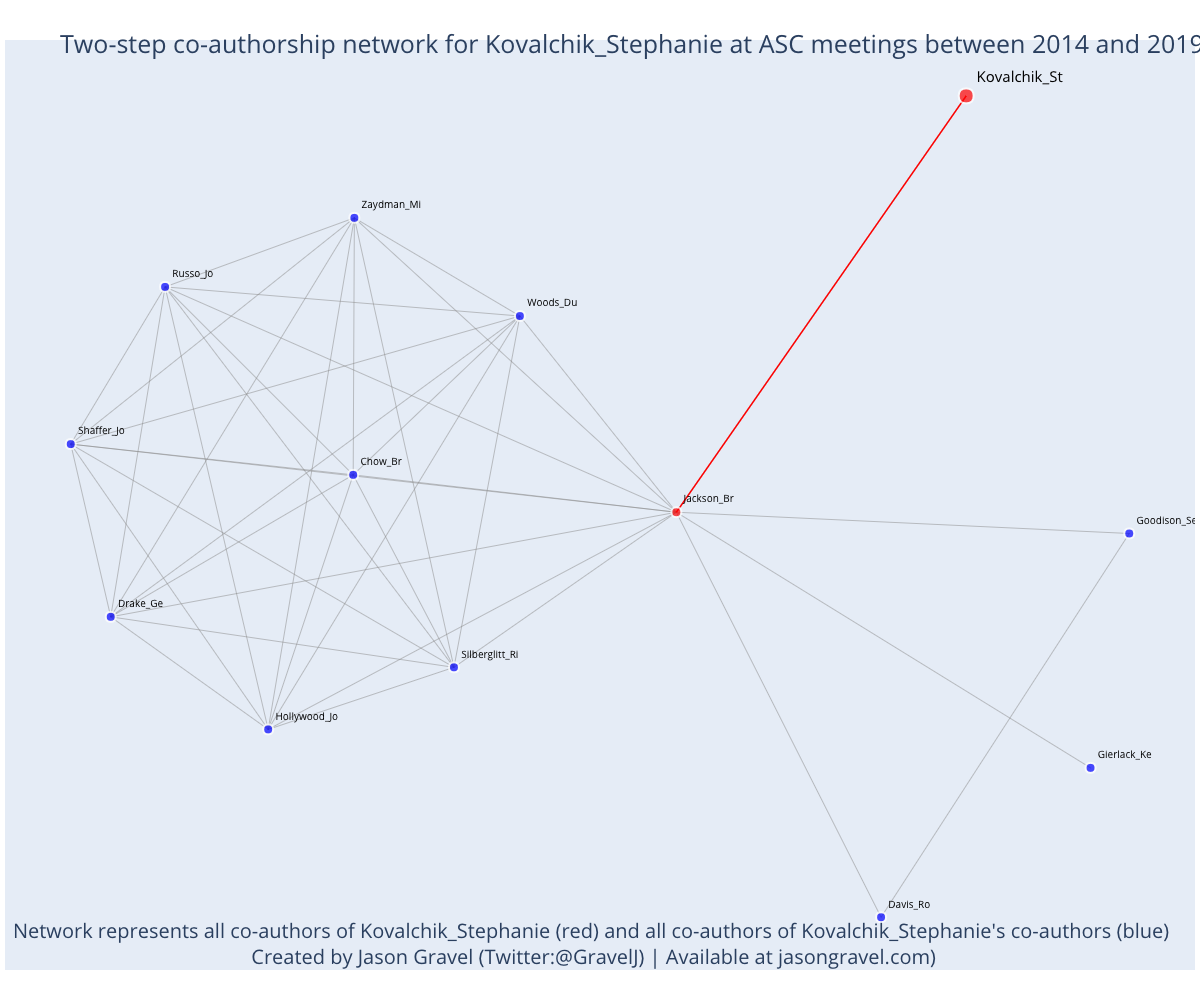 Two-step co-authorship network for Kovalchik_Stephanie at ASC meetings between 2014 and 2019
Kovalchik_St
Zaydman_Mi
Russo_Jo
Woods_Du
Shaffer_Jo
Chow_Br
Jackson_Br
Goodison_Se
Drake_Ge
Silberglitt_Ri
Hollywood_Jo
Gierlack_Ke
Davis_Ro
Network represents all co-authors of Kovalchik_Stephanie (red) and all co-authors of Kovalchik_Stephanie's co-authors (blue)
Created by Jason Gravel (Twitter:@GravelJ) | Available at jasongravel.com)